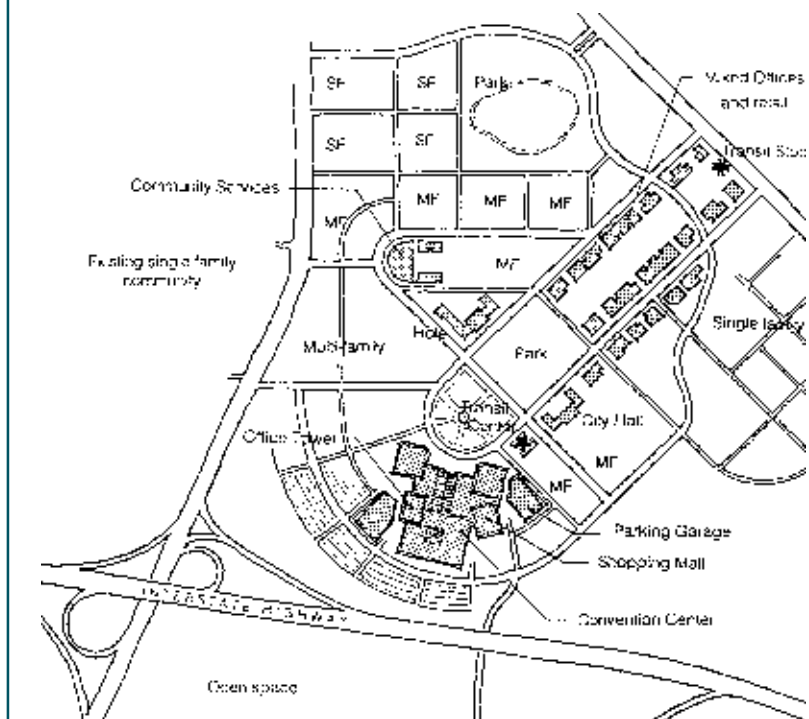 SF
SF
Park
Mixed Offices
and retail
SF
SF
Transit Stop
Community Services
MF
MF
MF
MF
Existing single family
community
MF
Hotel
Single family
Multi-family
Park
Transit
Center
City Hall
Office Tower
MF
MF
Parking Garage
Shopping Mall
INTERSTATE HIGHWAY
Convention Center
Open space